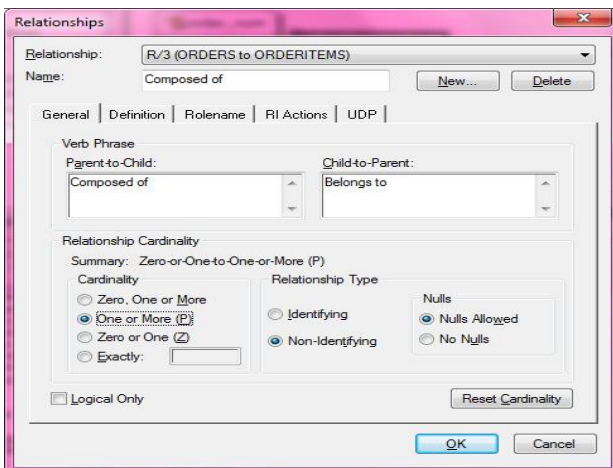 Relationships
Relationship: R/3 (ORDERS to ORDERITEMS)
Name: Composed of New... Delete
General Definition Rolename RI Actions UDP
Verb Phrase
Parent-to-Child: Child-to-Parent:
Composed of Belongs to
Relationship Cardinality
Summary: Zero-or-One-to-One-or-More (P)
Cardinality Relationship Type
Zero, One or More Nulls
One or More (P) Identifying Nulls Allowed
Zero or One (Z) Non-Identifying No Nulls
Exactly:
Logical Only Reset Cardinality
OK Cancel